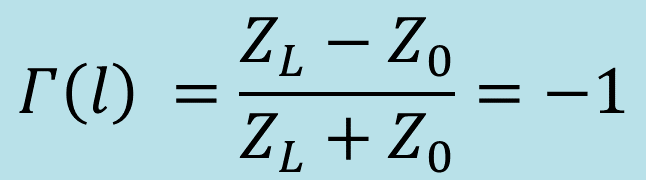 Γ(l) = (Z_L − Z_0)/(Z_L + Z_0) = −1